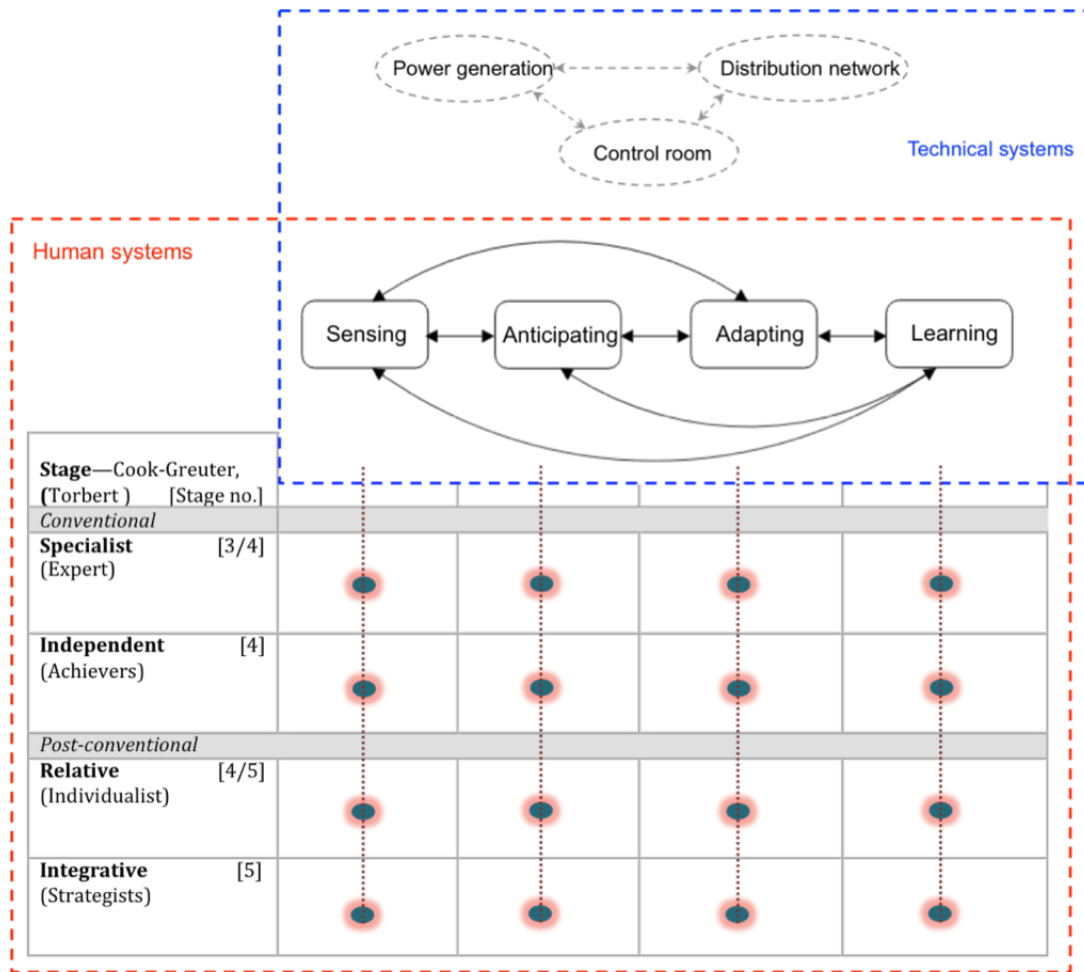 Power generation
Distribution network
Control room
Technical systems
Human systems
Sensing
Anticipating
Adapting
Learning
Stage—Cook-Greuter,
(Torbert ) [Stage no.]
Conventional
Specialist [3/4]
(Expert)
Independent [4]
(Achievers)
Post-conventional
Relative [4/5]
(Individualist)
Integrative [5]
(Strategists)